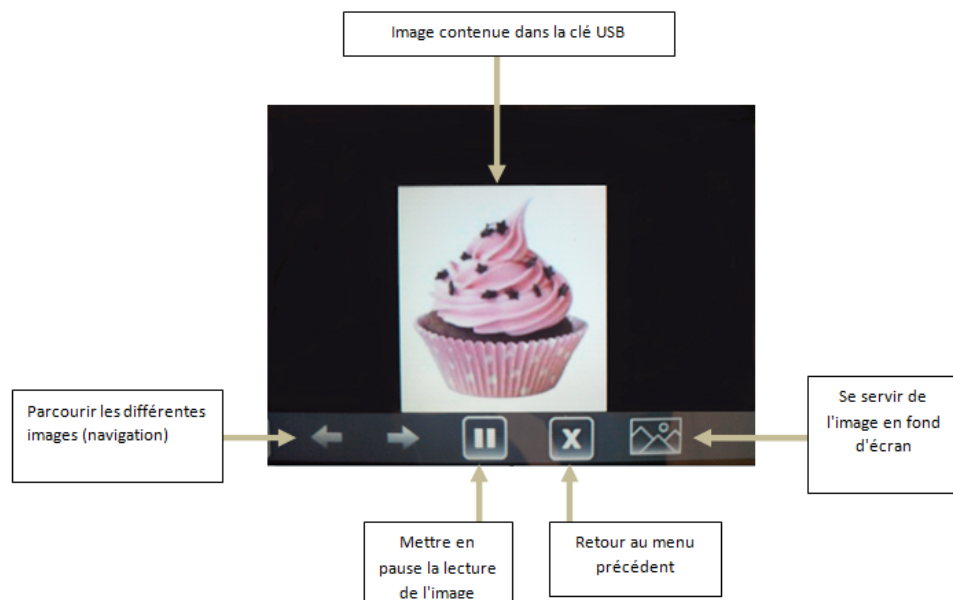 Image contenue dans la clé USB
Parcourir les différentes
images (navigation)
Se servir de
l'image en fond
d'écran
Mettre en
pause la lecture
de l'image
Retour au menu
précédent